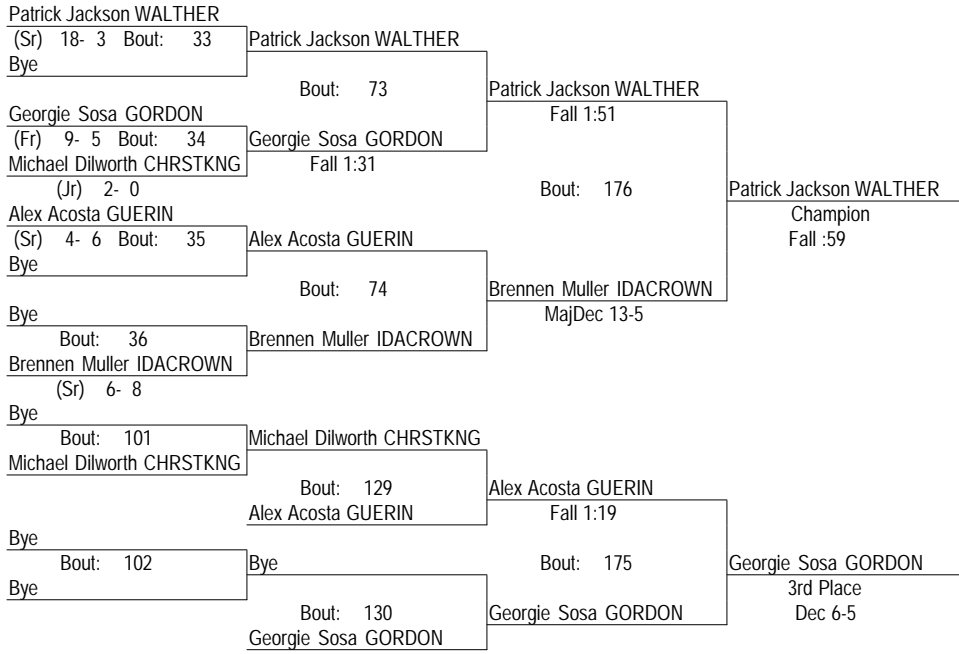 Patrick Jackson WALTHER
(Sr) 18- 3 Bout: 33 Patrick Jackson WALTHER
Bye
Bout: 73 Patrick Jackson WALTHER
Georgie Sosa GORDON Fall 1:51
(Fr) 9- 5 Bout: 34 Georgie Sosa GORDON
Michael Dilworth CHRSTKNG Fall 1:31
(Jr) 2- 0 Bout: 176 Patrick Jackson WALTHER
Alex Acosta GUERIN Champion
(Sr) 4- 6 Bout: 35 Alex Acosta GUERIN Fall :59
Bye
Bout: 74 Brennen Muller IDACROWN
Bye MajDec 13-5
Bout: 36 Brennen Muller IDACROWN
Brennen Muller IDACROWN
(Sr) 6- 8
Bye
Bout: 101 Michael Dilworth CHRSTKNG
Michael Dilworth CHRSTKNG
Bout: 129 Alex Acosta GUERIN
Alex Acosta GUERIN Fall 1:19
Bye
Bout: 102 Bye Bout: 175 Georgie Sosa GORDON
Bye 3rd Place
Bout: 130 Georgie Sosa GORDON Dec 6-5
Georgie Sosa GORDON